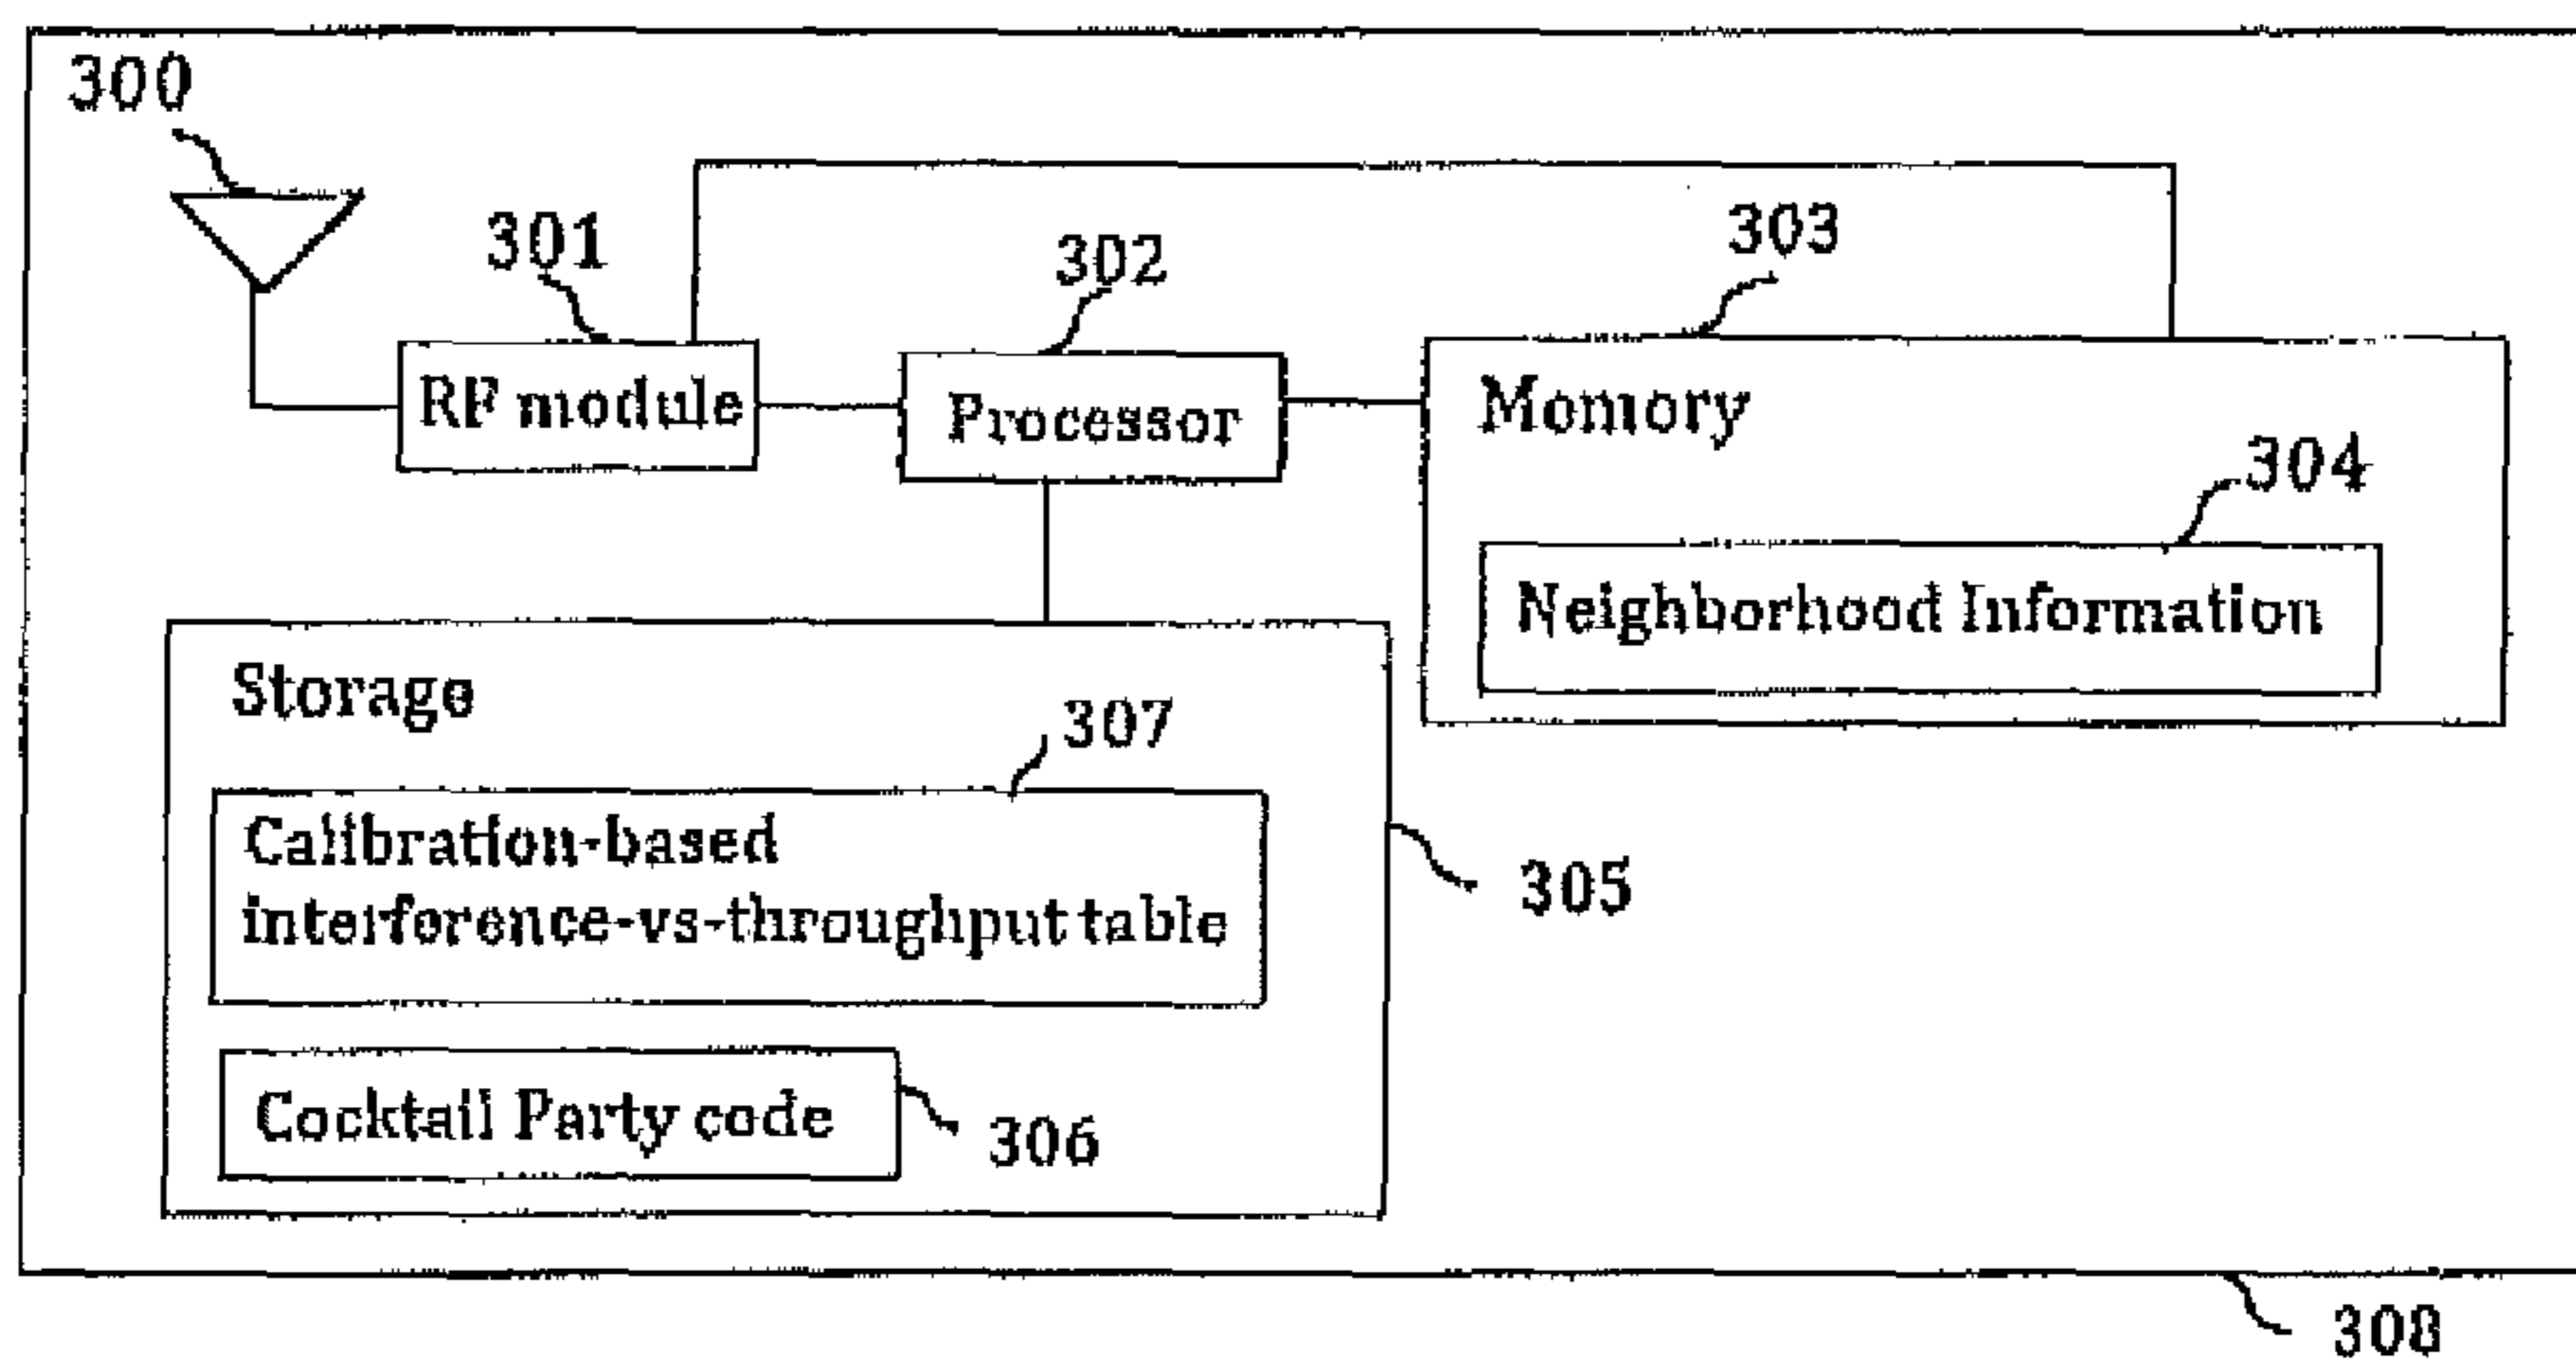 300
301
302
303
RF module
Processor
Momory
304
Neighborhood Information
Storage
307
Calibration-based
interference-vs-throughput table
305
Cocktail Party code
306
308